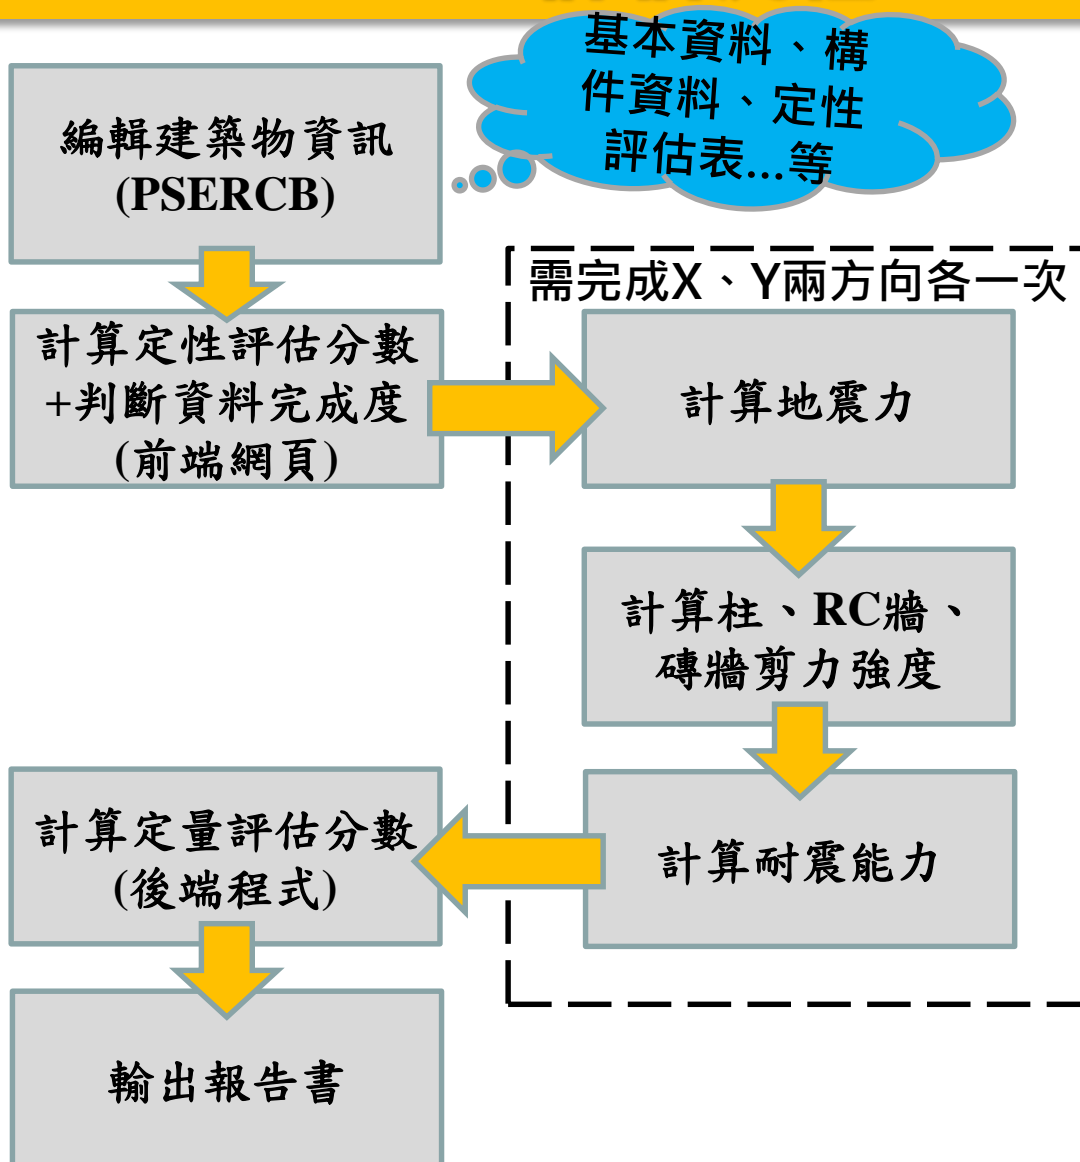 基本資料、構
件資料、定性
評估表...等
編輯建築物資訊
(PSERCB)
計算定性評估分數
+判斷資料完成度
(前端網頁)
需完成X、Y兩方向各一次
計算地震力
計算柱、RC牆、
磚牆剪力強度
計算耐震能力
計算定量評估分數
(後端程式)
輸出報告書